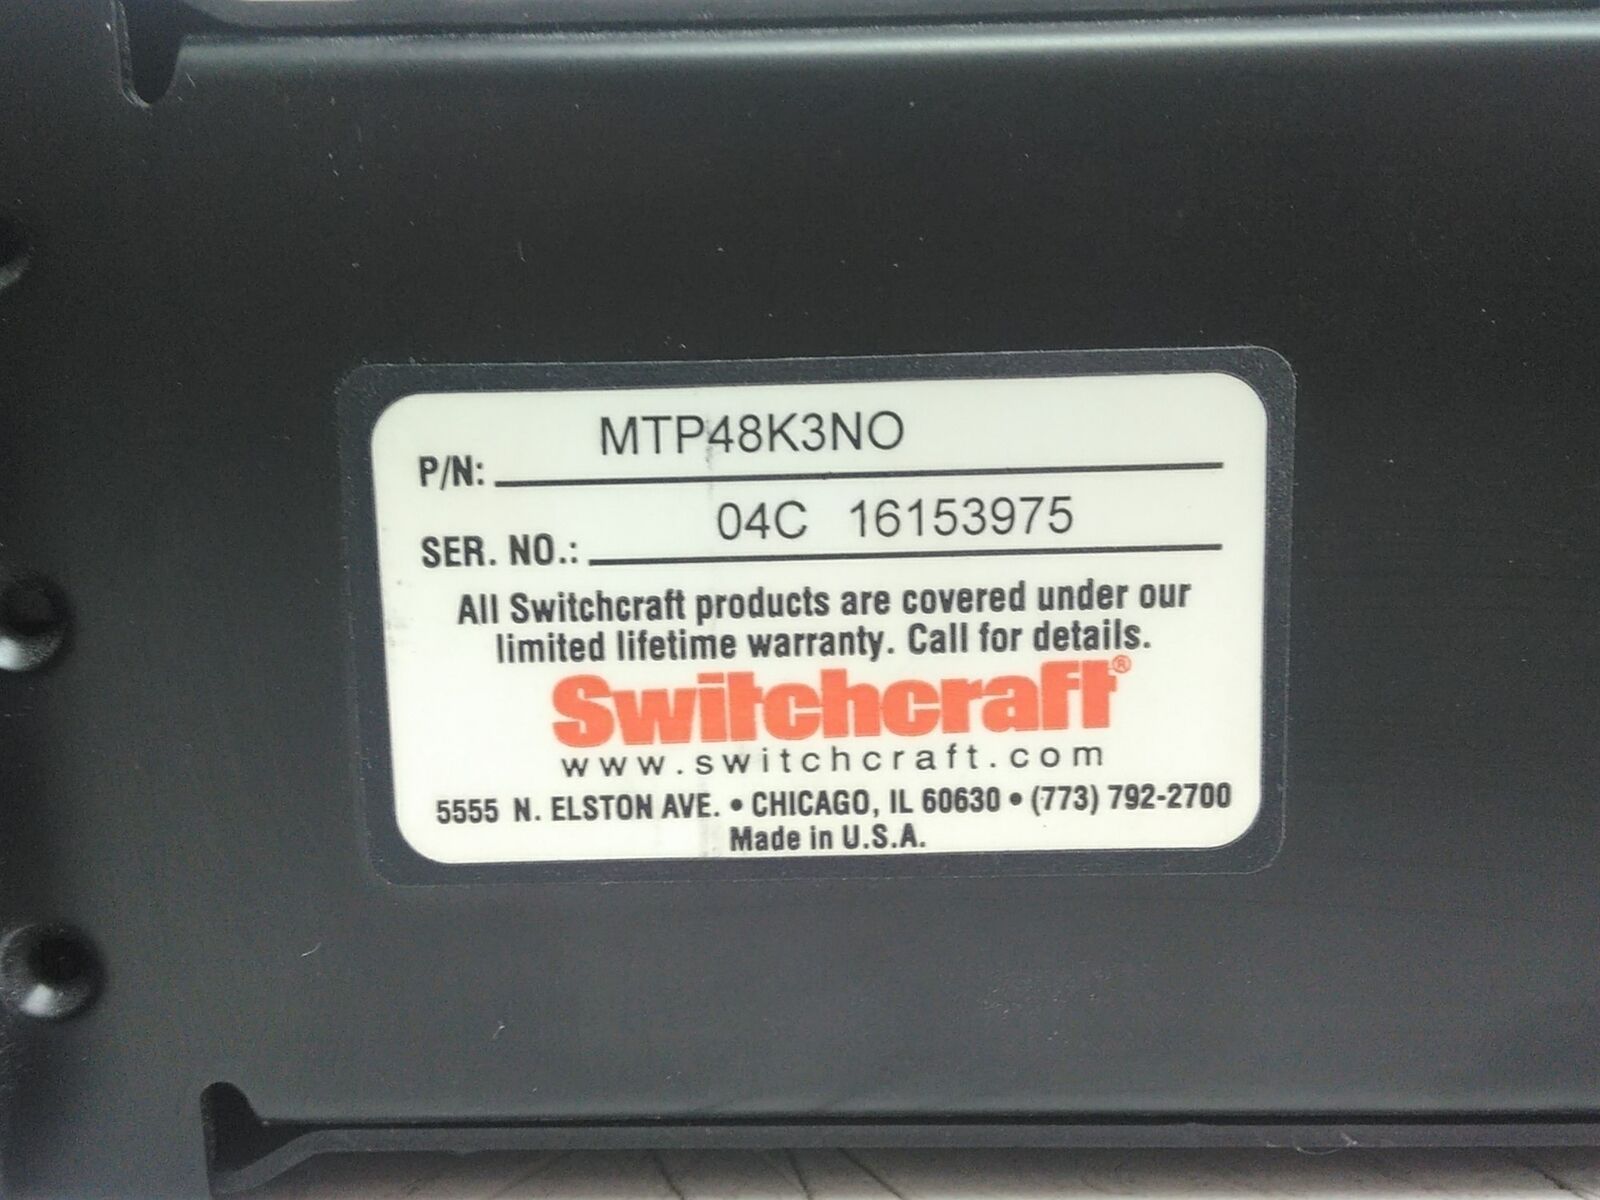 MTP48K3NO
P/N:
04C 16153975
SER. NO.:
All Switchcraft products are covered under our
limited lifetime warranty. Call for details.
Switchcraft®
www.switchcraft.com
5555 N. ELSTON AVE. • CHICAGO, IL 60630 • (773) 792-2700
Made in U.S.A.